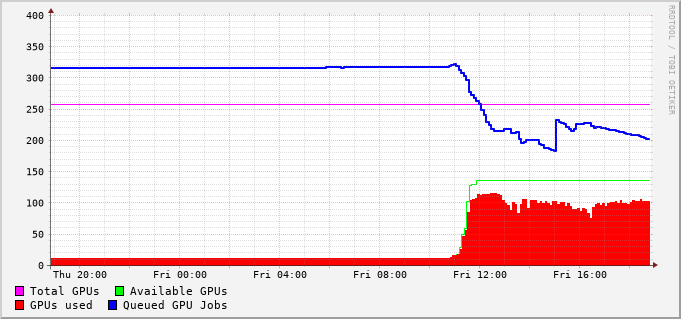 400
350
300
250
200
150
100
50
0
Thu 20:00 Fri 00:00 Fri 04:00 Fri 08:00 Fri 12:00 Fri 16:00
Total GPUs Available GPUs
GPUs used Queued GPU Jobs
RRDTOOL / TOBI OETIKER